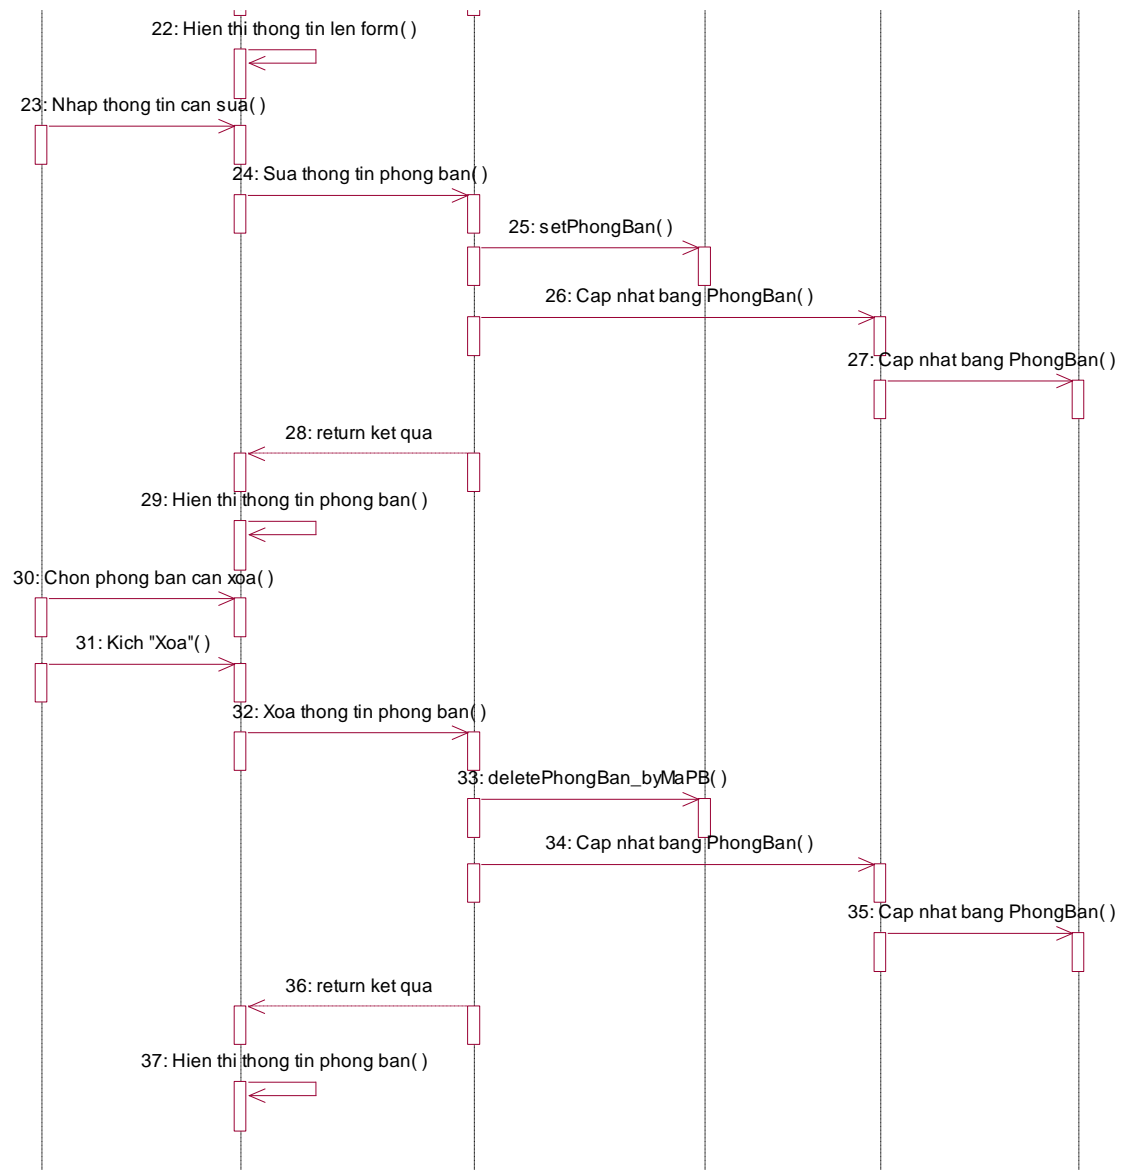 22: Hien thi thong tin len form( )
23: Nhap thong tin can sua( )
24: Sua thong tin phong ban( )
25: setPhongBan( )
26: Cap nhat bang PhongBan( )
27: Cap nhat bang PhongBan( )
28: return ket qua
29: Hien thi thong tin phong ban( )
30: Chon phong ban can xoa( )
31: Kich "Xoa"( )
32: Xoa thong tin phong ban( )
33: deletePhongBan_byMaPB( )
34: Cap nhat bang PhongBan( )
35: Cap nhat bang PhongBan( )
36: return ket qua
37: Hien thi thong tin phong ban( )